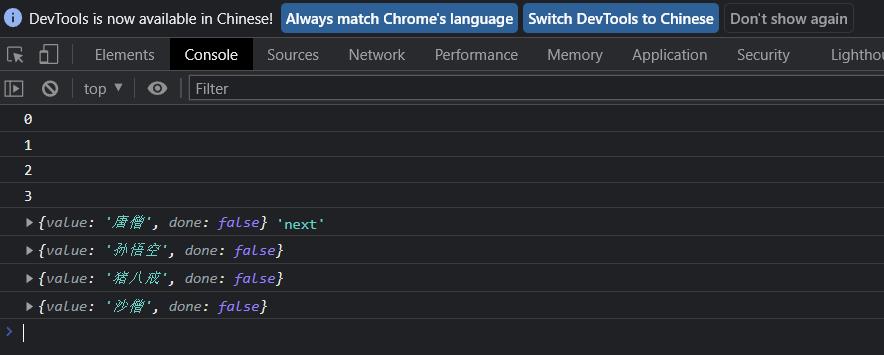 DevTools is now available in Chinese! Always match Chrome's language Switch DevTools to Chinese Don't show again
Elements Console Sources Network Performance Memory Application Security Lighthou
top Filter
0
1
2
3
{value: '唐僧', done: false} 'next'
{value: '孙悟空', done: false}
{value: '猪八戒', done: false}
{value: '沙僧', done: false}